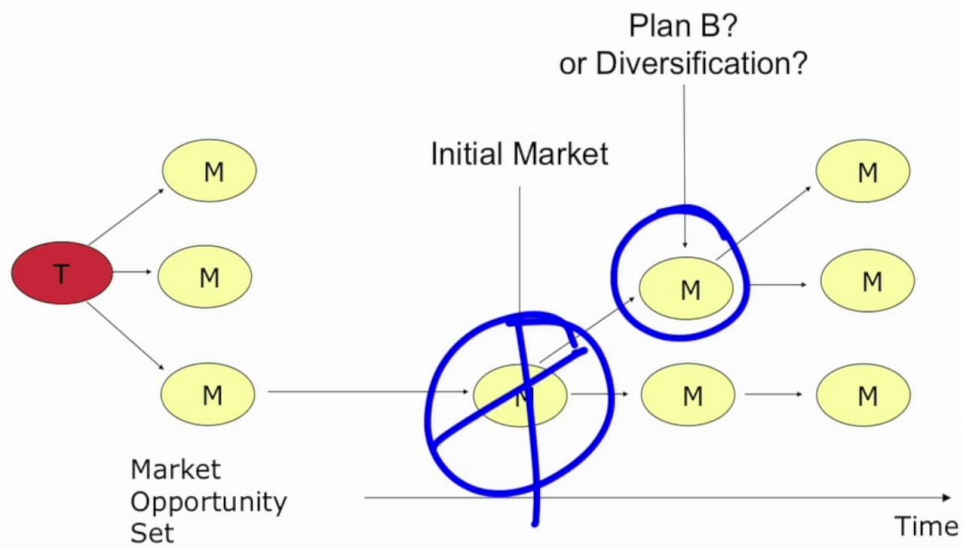 Plan B?
or Diversification?
Initial Market
M
M
T
M
M
M
M
M
M
M
Market
Opportunity
Set
Time